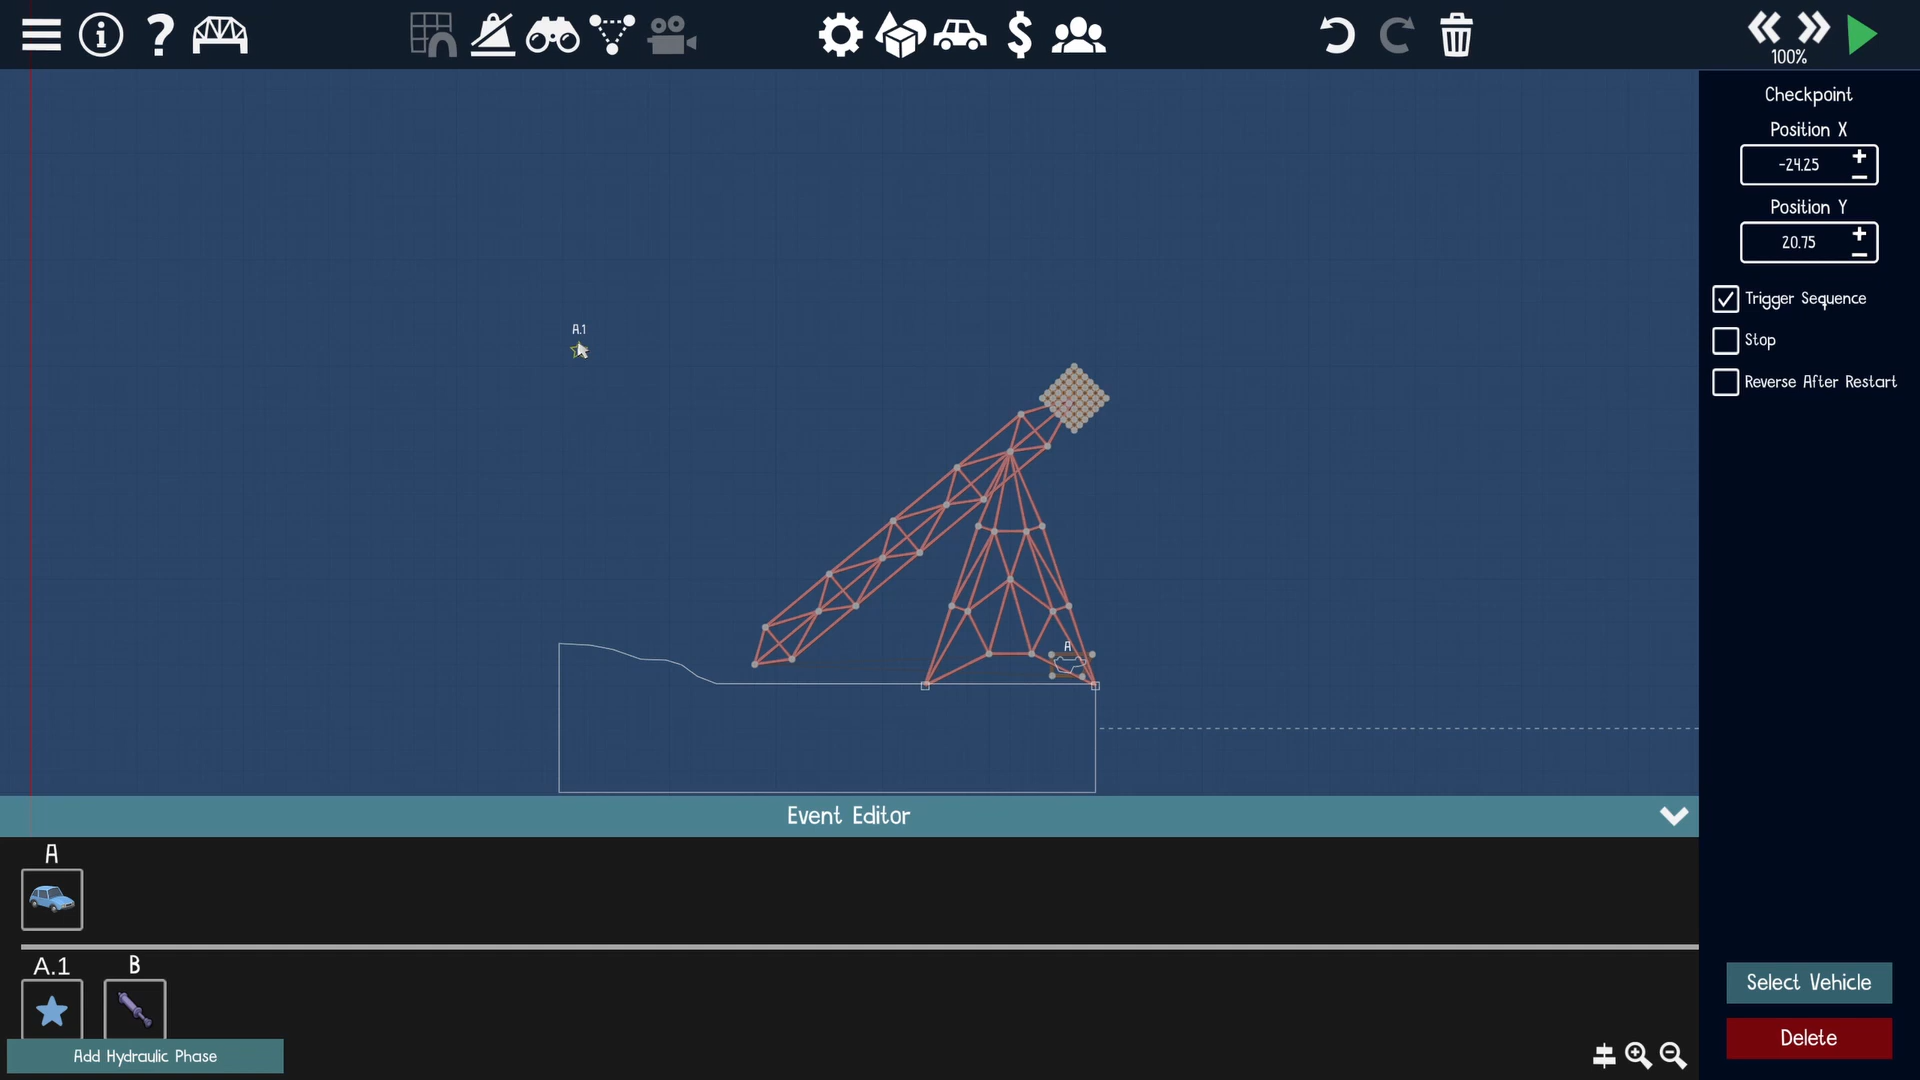 100%
Checkpoint
Position X
-24.25
Position Y
20.75
Trigger Sequence
Stop
Reverse After Restart
A.1
A
Event Editor
A
A.1
B
Add Hydraulic Phase
Select Vehicle
Delete